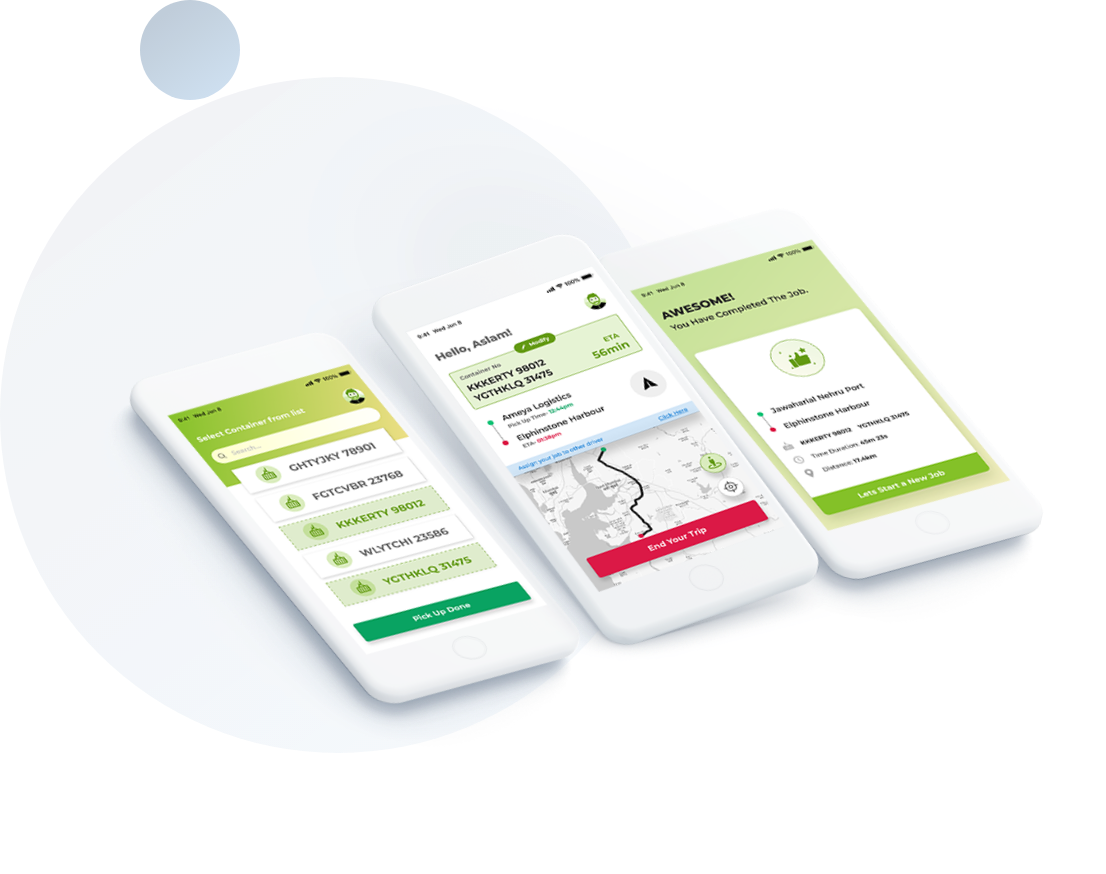 9:41 Wed Jun 8
100%
Select Container from list
Search...
GHTYJKY 78901
FGTCVBR 23768
KKKERTY 98012
WLYTCHI 23586
YGTHKLQ 31475
Pick Up Done
9:41 Wed Jun 8
100%
Hello, Aslam!
Modify
Container No
KKKERTY 98012
YGTHKLQ 31475
ETA
56min
Ameya Logistics
Pick Up Time- 12:44pm
Elphinstone Harbour
ETA- 01:38pm
Assign your job to other driver
Click Here
End Your Trip
9:41 Wed Jun 8
100%
AWESOME!
You Have Completed The Job.
Jawaharlal Nehru Port
Elphinstone Harbour
KKKERTY 98012 YGTHKLQ 31475
Time Duration: 45m 23s
Distance: 17.4km
Lets Start a New Job